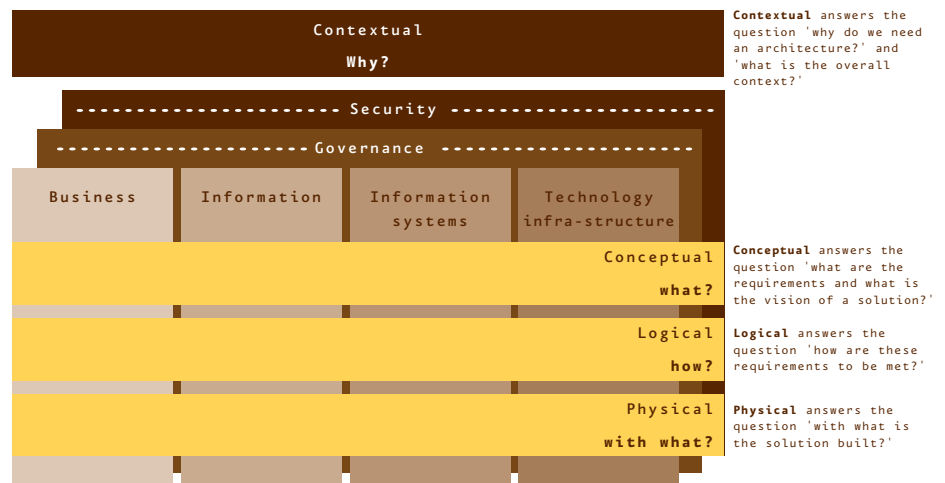 Contextual
Why?
Contextual answers the
question 'why do we need
an architecture?' and
'what is the overall
context?'
Security
Governance
Business
Information
Information
systems
Technology
infra-structure
Conceptual
what?
Conceptual answers the
question 'what are the
requirements and what is
the vision of a solution?'
Logical
how?
Logical answers the
question 'how are these
requirements to be met?'
Physical
with what?
Physical answers the
question 'with what is
the solution built?'